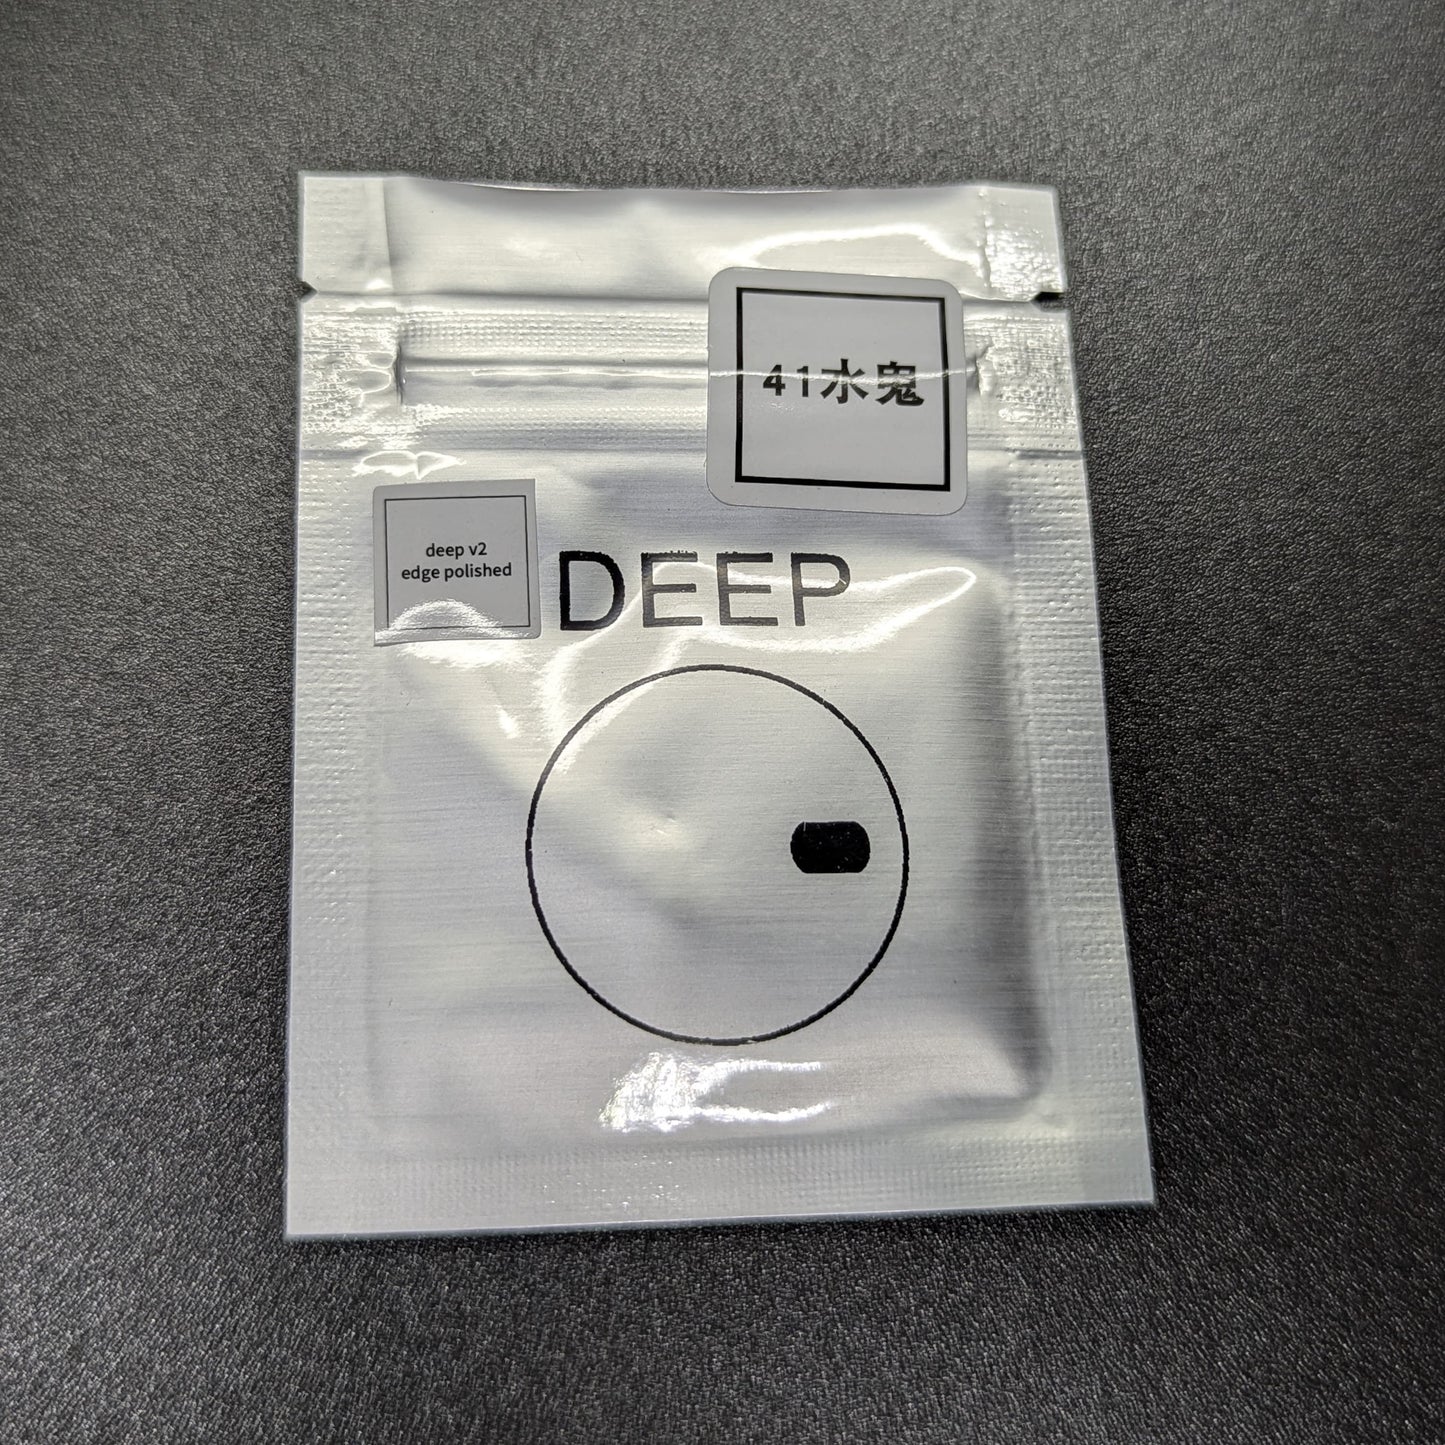 41水鬼
deep v2
edge polished
DEEP